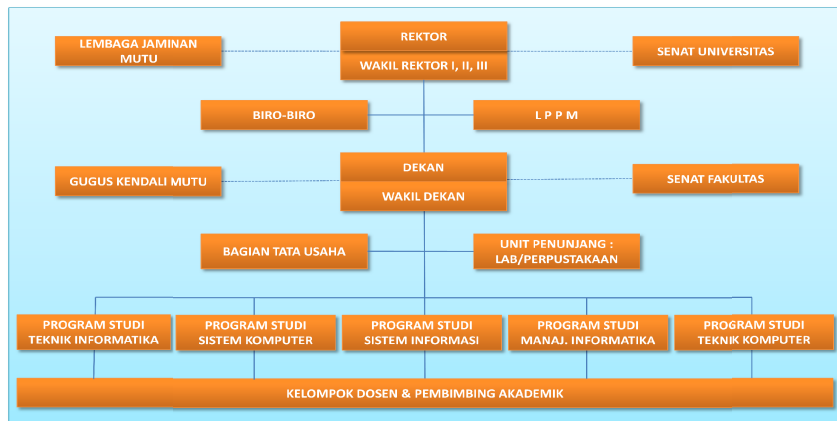 LEMBAGA JAMINAN
MUTU
REKTOR
WAKIL REKTOR I, II, III
SENAT UNIVERSITAS
BIRO-BIRO
L P P M
GUGUS KENDALI MUTU
DEKAN
WAKIL DEKAN
SENAT FAKULTAS
BAGIAN TATA USAHA
UNIT PENUNJANG :
LAB/PERPUSTAKAAN
PROGRAM STUDI
TEKNIK INFORMATIKA
PROGRAM STUDI
SISTEM KOMPUTER
PROGRAM STUDI
SISTEM INFORMASI
PROGRAM STUDI
MANAJ. INFORMATIKA
PROGRAM STUDI
TEKNIK KOMPUTER
KELOMPOK DOSEN & PEMBIMBING AKADEMIK